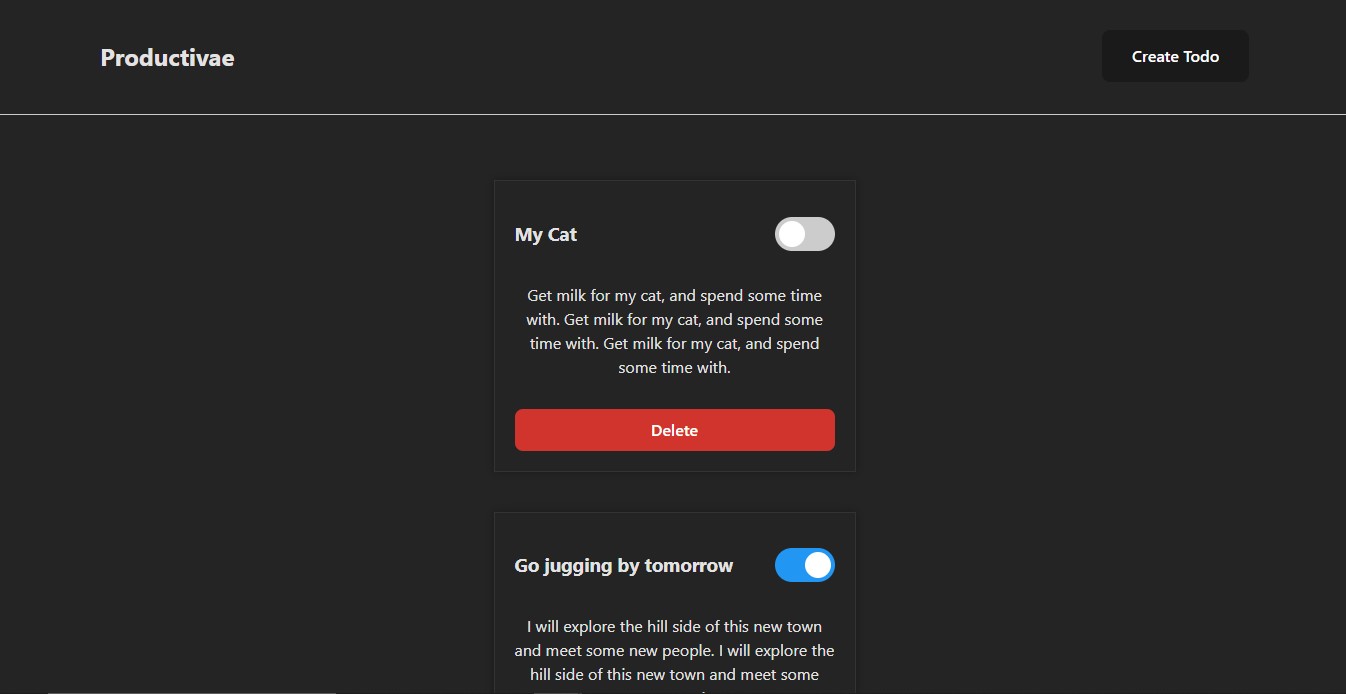 Productivae
Create Todo
My Cat
Get milk for my cat, and spend some time
with. Get milk for my cat, and spend some
time with. Get milk for my cat, and spend
some time with.
Delete
Go jugging by tomorrow
I will explore the hill side of this new town
and meet some new people. I will explore the
hill side of this new town and meet some